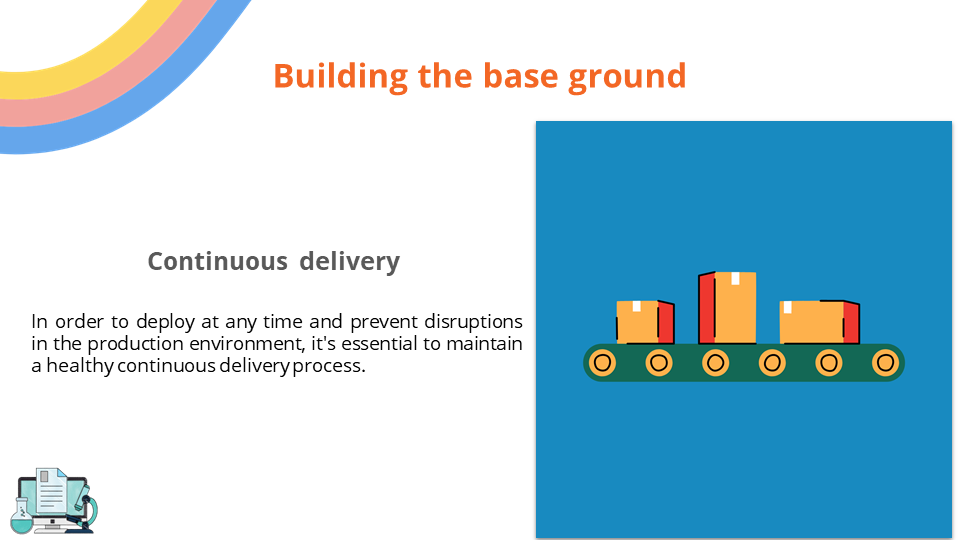 Building the base ground
Continuous delivery
In order to deploy at any time and prevent disruptions
in the production environment, it's essential to maintain
a healthy continuous delivery process.